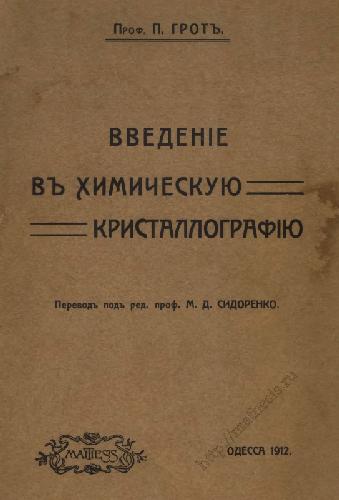 Проф. П. ГРОТЪ.
ВВЕДЕНІЕ
ВЪ ХИМИЧЕСКУЮ
КРИСТАЛЛОГРАФІЮ
Переводъ подъ ред. проф. М. Д. СИДОРЕНКО.
MATHESIS
ОДЕССА 1912.
http://mathesis.ru